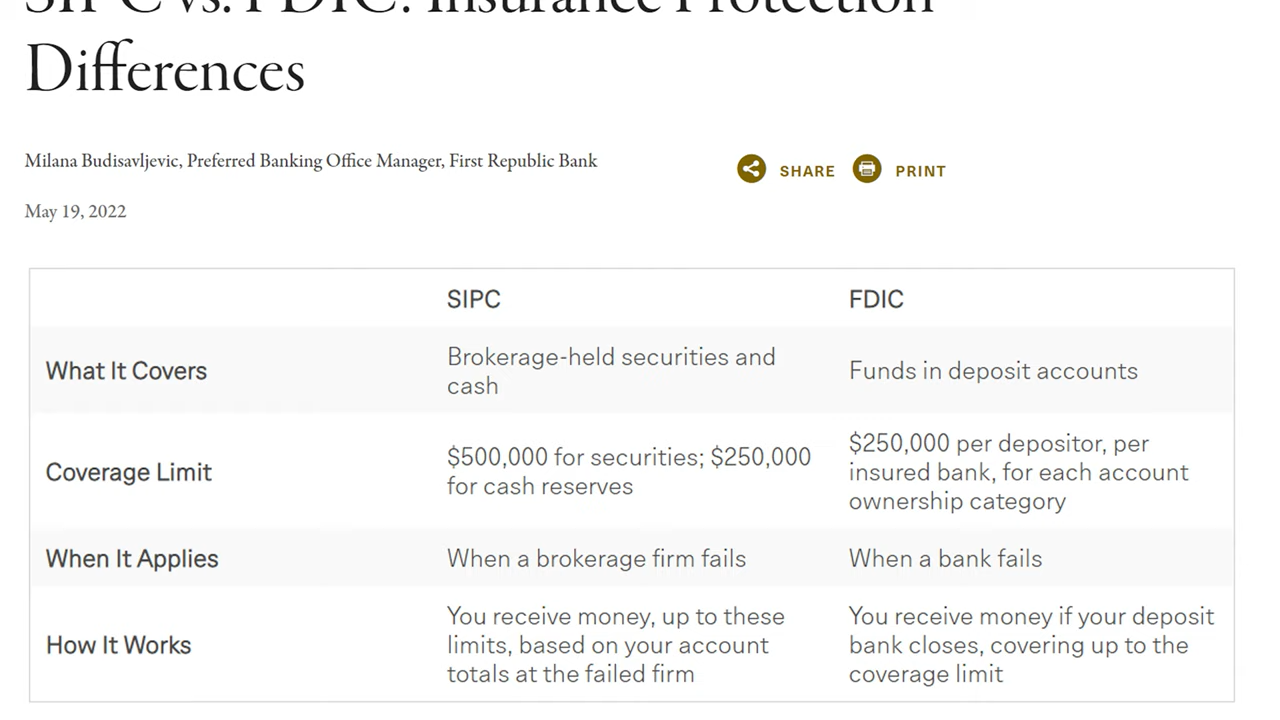 SIPC vs. FDIC: Insurance Protection
Differences
Milana Budisavljevic, Preferred Banking Office Manager, First Republic Bank
SHARE
PRINT
May 19, 2022
SIPC
FDIC
What It Covers
Brokerage-held securities and
cash
Funds in deposit accounts
Coverage Limit
$500,000 for securities; $250,000
for cash reserves
$250,000 per depositor, per
insured bank, for each account
ownership category
When It Applies
When a brokerage firm fails
When a bank fails
How It Works
You receive money, up to these
limits, based on your account
totals at the failed firm
You receive money if your deposit
bank closes, covering up to the
coverage limit